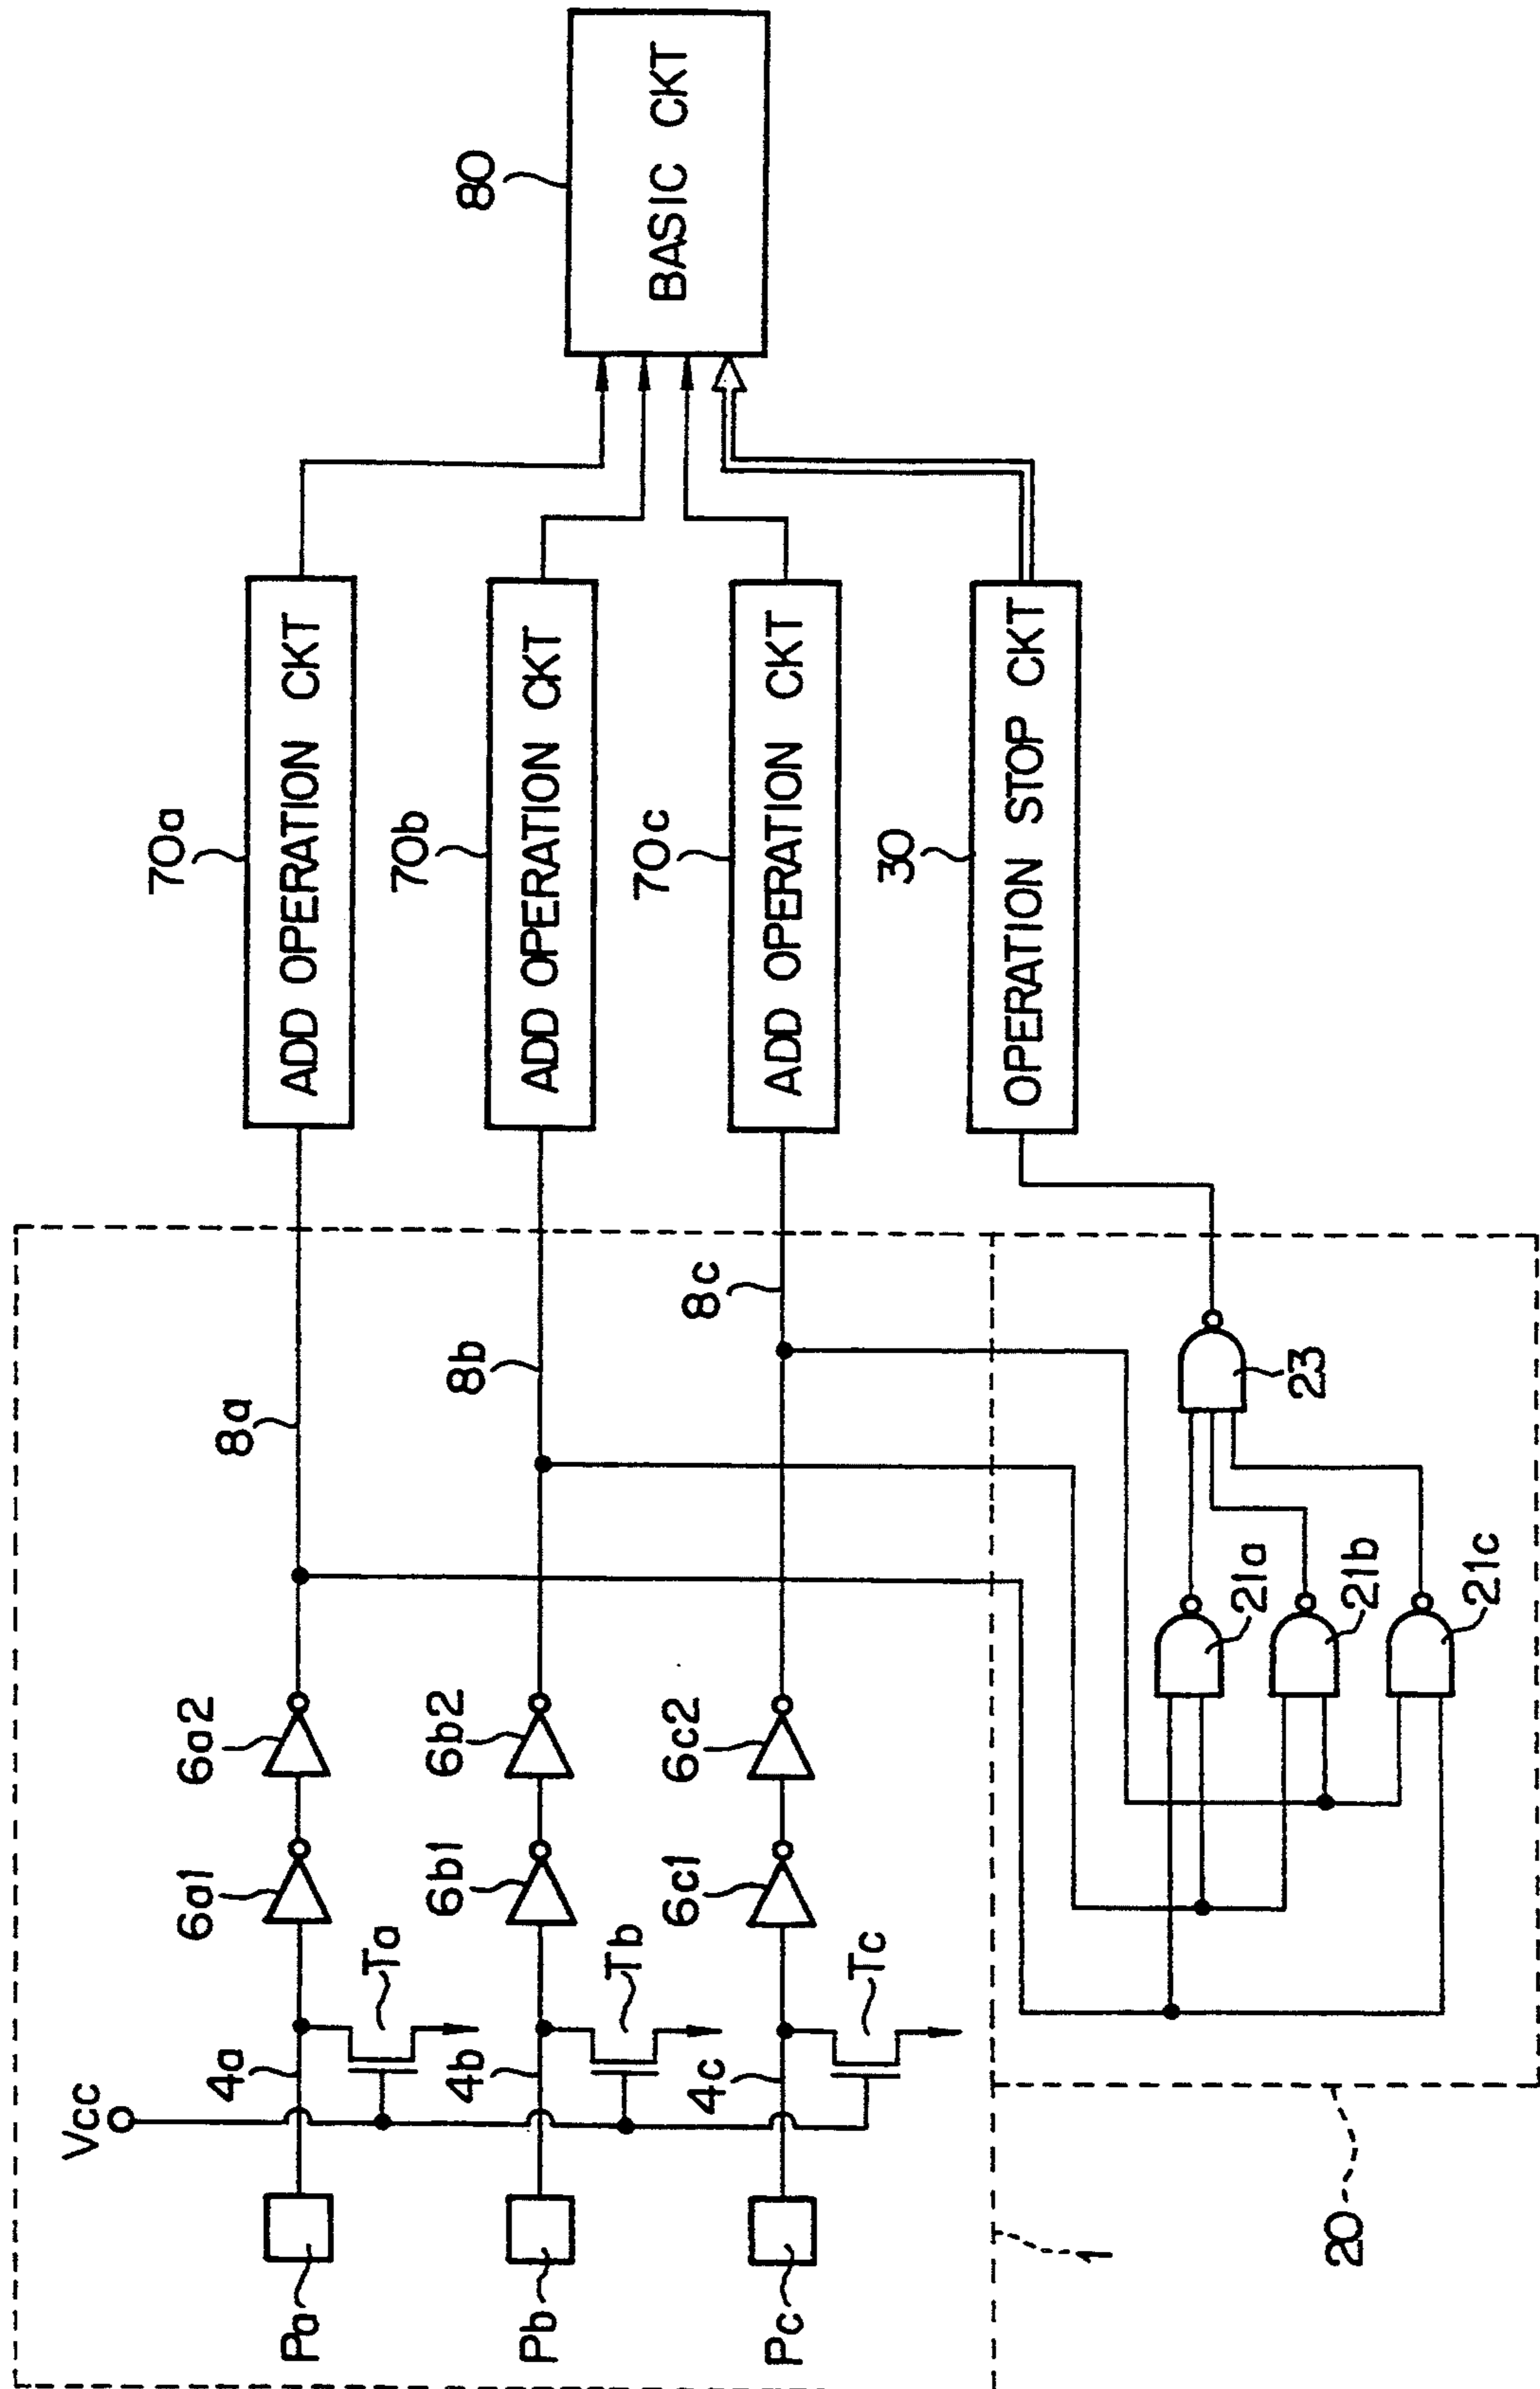 Vcc
Pa
4a
Ta
6a1
6a2
8a
70a
ADD OPERATION CKT
Pb
4b
Tb
6b1
6b2
8b
70b
ADD OPERATION CKT
80
BASIC CKT
Pc
4c
Tc
6c1
6c2
8c
70c
ADD OPERATION CKT
30
OPERATION STOP CKT
1
20
21a
21b
21c
23